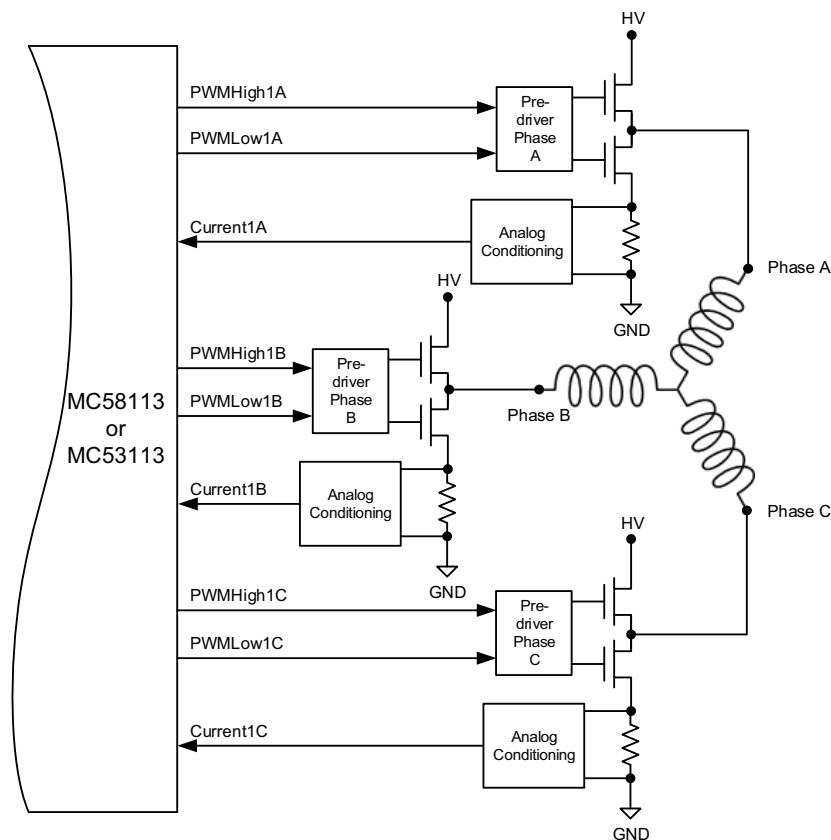 HV
PWMHigh1A
Pre-
driver
Phase
A
PWMLow1A
Current1A
Analog
Conditioning
GND
Phase A
HV
PWMHigh1B
Pre-
driver
Phase
B
PWMLow1B
Phase B
MC58113
or
MC53113
Current1B
Analog
Conditioning
GND
Phase C
HV
PWMHigh1C
Pre-
driver
Phase
C
PWMLow1C
Current1C
Analog
Conditioning
GND